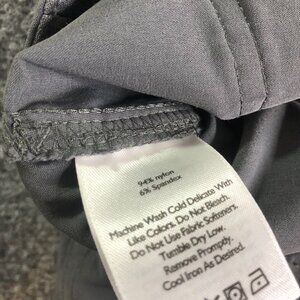 94% nylon
6% Spandex
Machine Wash Cold Delicate With
Like Colors. Do Not Bleach.
Do Not Use Fabric Softeners.
Tumble Dry Low.
Remove Promptly.
Cool Iron As Desired.